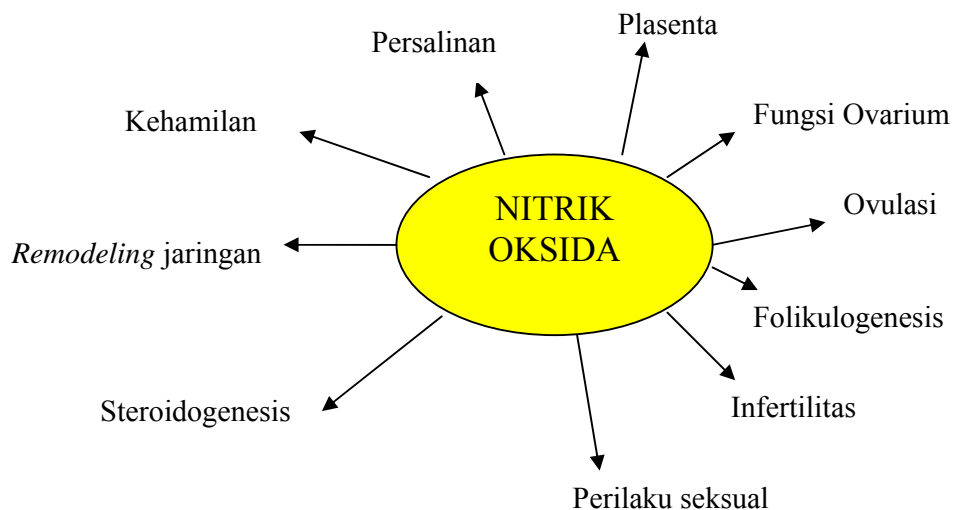 Plasenta
Persalinan
Fungsi Ovarium
Kehamilan
NITRIK
OKSIDA
Ovulasi
Remodeling jaringan
Folikulogenesis
Steroidogenesis
Infertilitas
Perilaku seksual